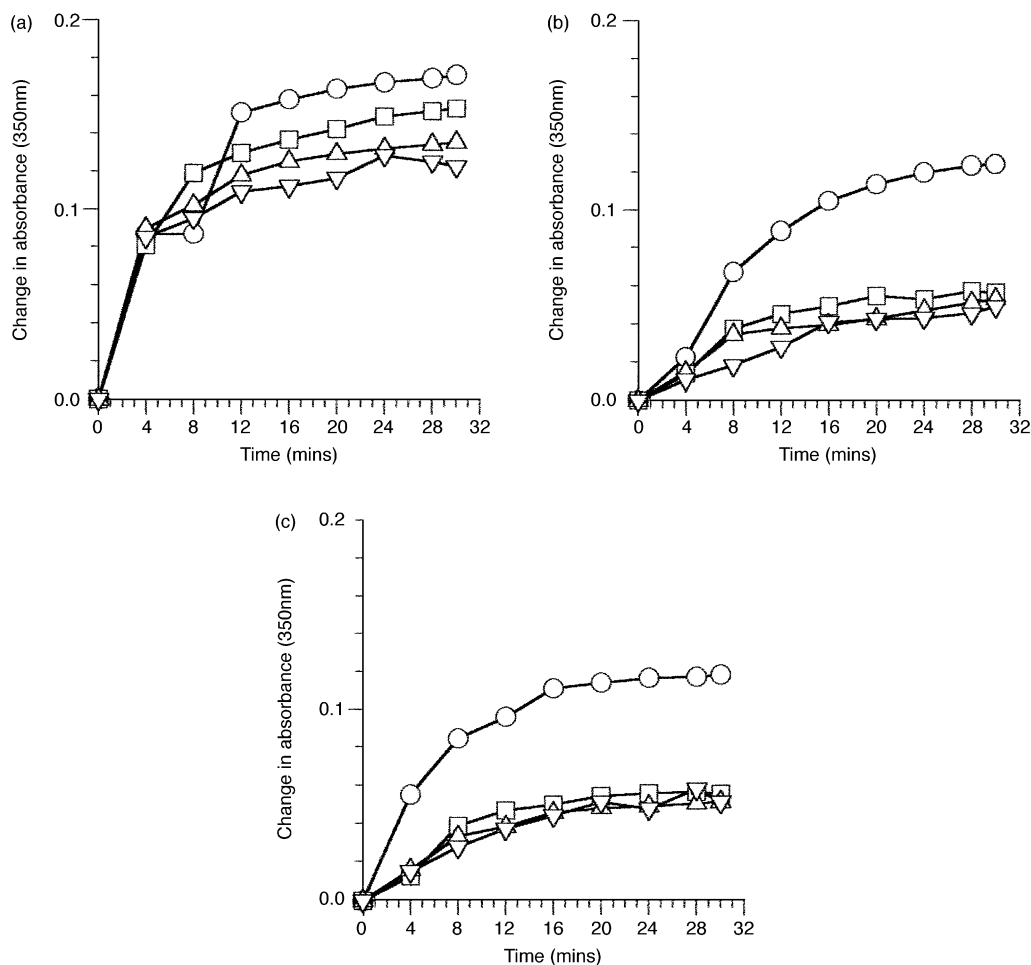 (a)
0.2
0.1
0.0
Change in absorbance (350nm)
0 4 8 12 16 20 24 28 32
Time (mins)
(b)
0.2
0.1
0.0
Change in absorbance (350nm)
0 4 8 12 16 20 24 28 32
Time (mins)
(c)
0.2
0.1
0.0
Change in absorbance (350nm)
0 4 8 12 16 20 24 28 32
Time (mins)